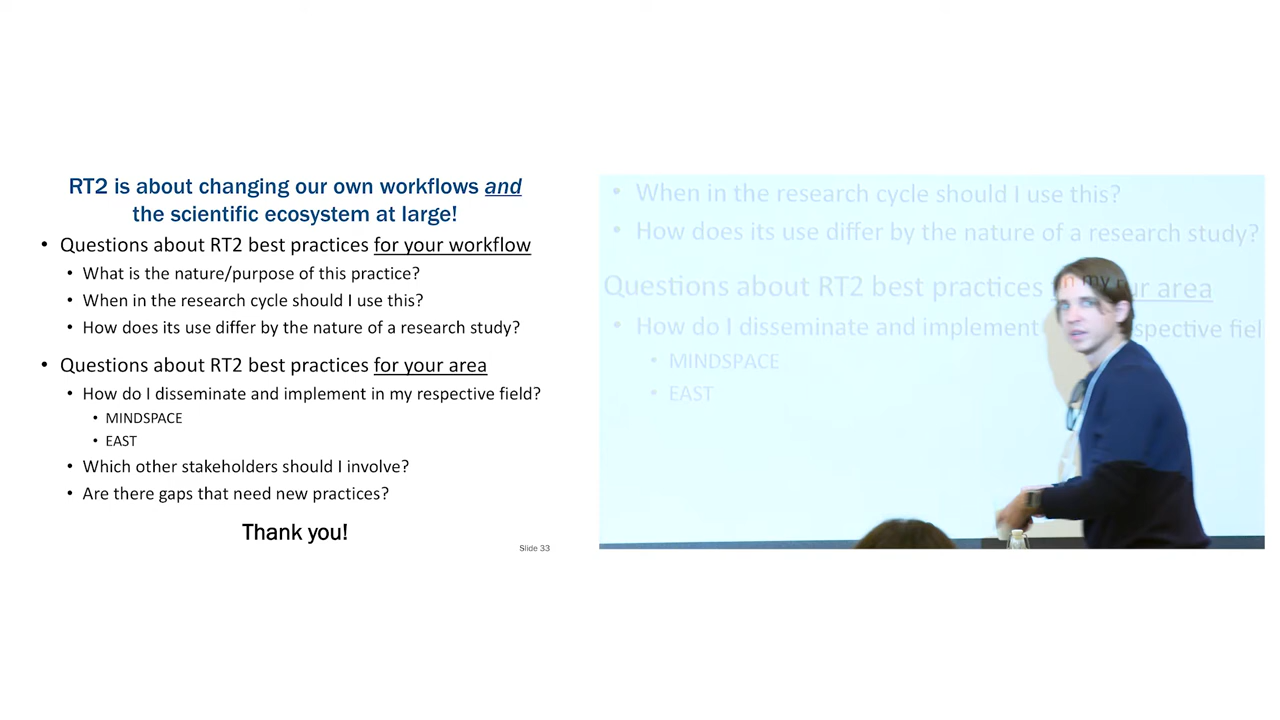 RT2 is about changing our own workflows and
the scientific ecosystem at large!
• Questions about RT2 best practices for your workflow
• What is the nature/purpose of this practice?
• When in the research cycle should I use this?
• How does its use differ by the nature of a research study?
• Questions about RT2 best practices for your area
• How do I disseminate and implement in my respective field?
• MINDSPACE
• EAST
• Which other stakeholders should I involve?
• Are there gaps that need new practices?
Thank you!
Slide 33
• When in the research cycle should I use this?
• How does its use differ by the nature of a research study?
Questions about RT2 best practices ur area
• How do I disseminate and implement in my spective fiel
• MINDSPACE
• EAST